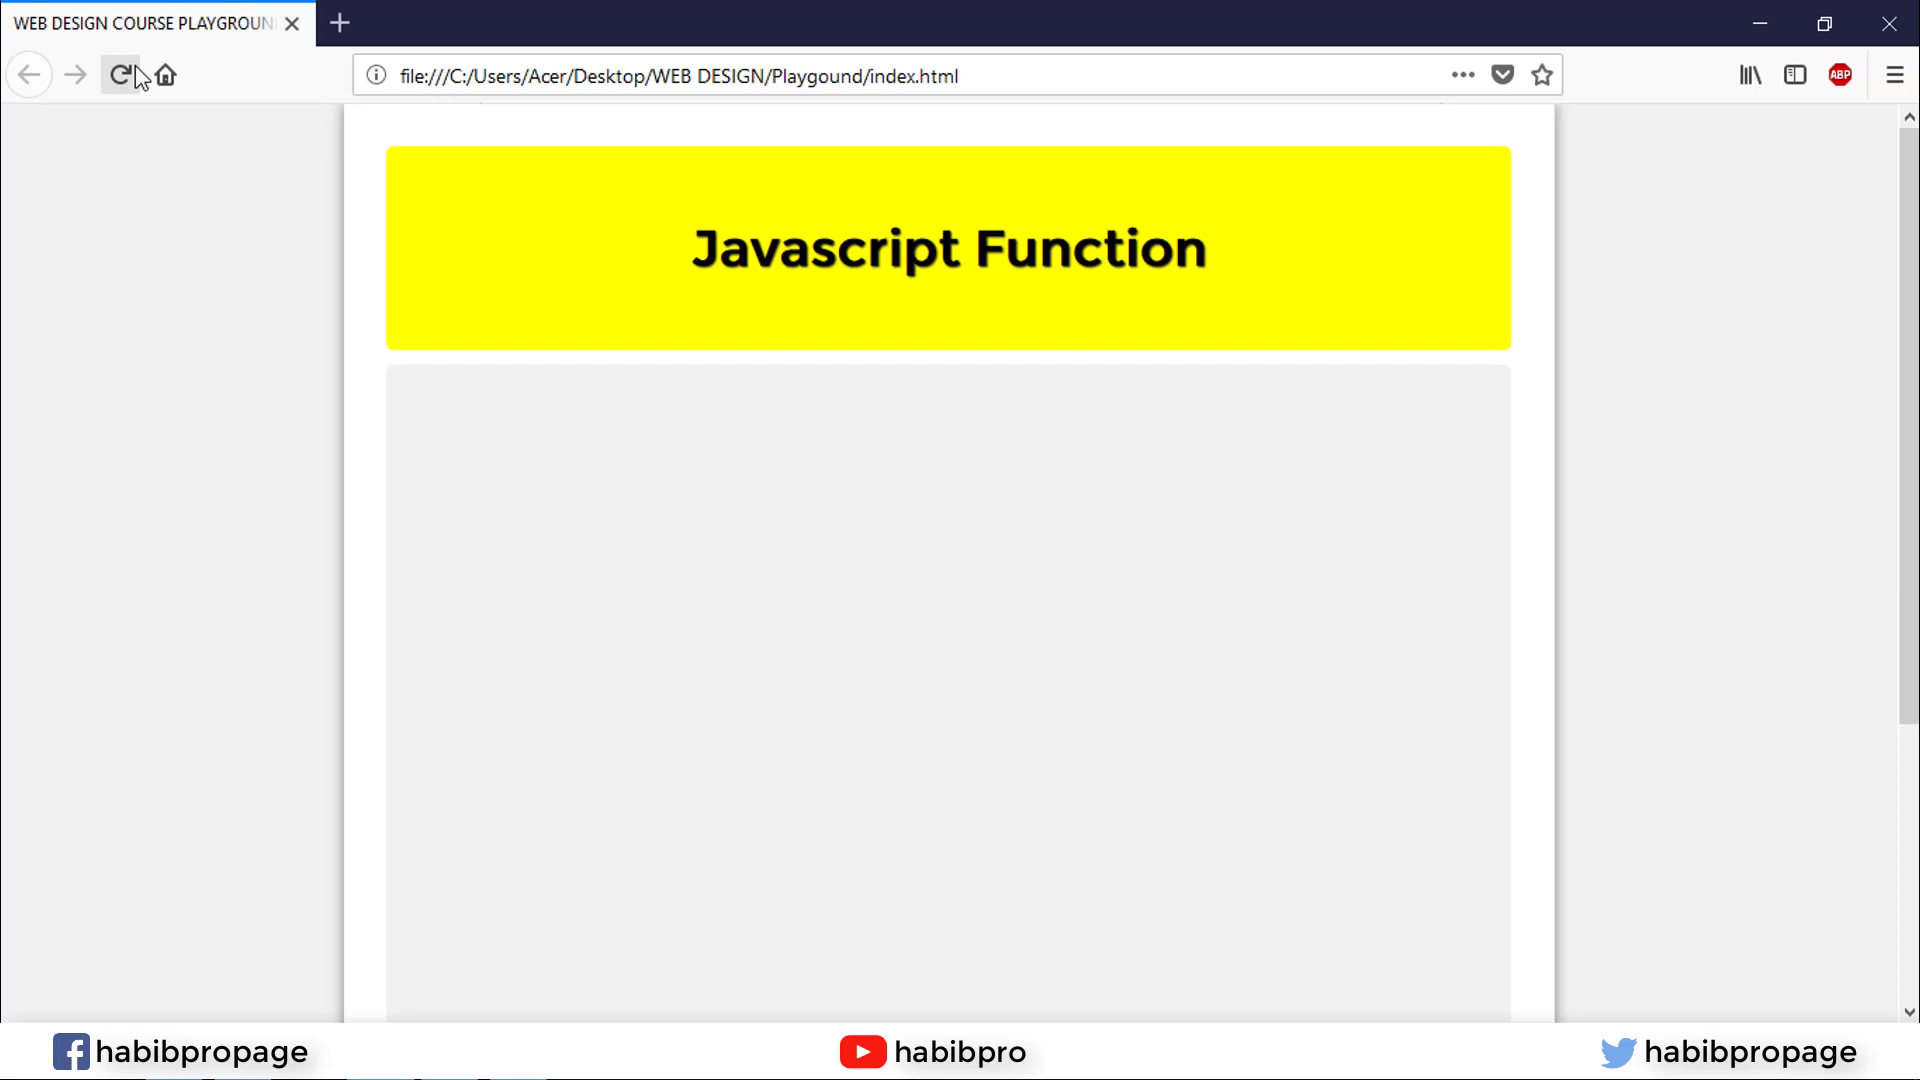 WEB DESIGN COURSE PLAYGROUN
file:///C:/Users/Acer/Desktop/WEB DESIGN/Playgound/index.html
ABP
Javascript Function
habibpropage
habibpro
habibpropage